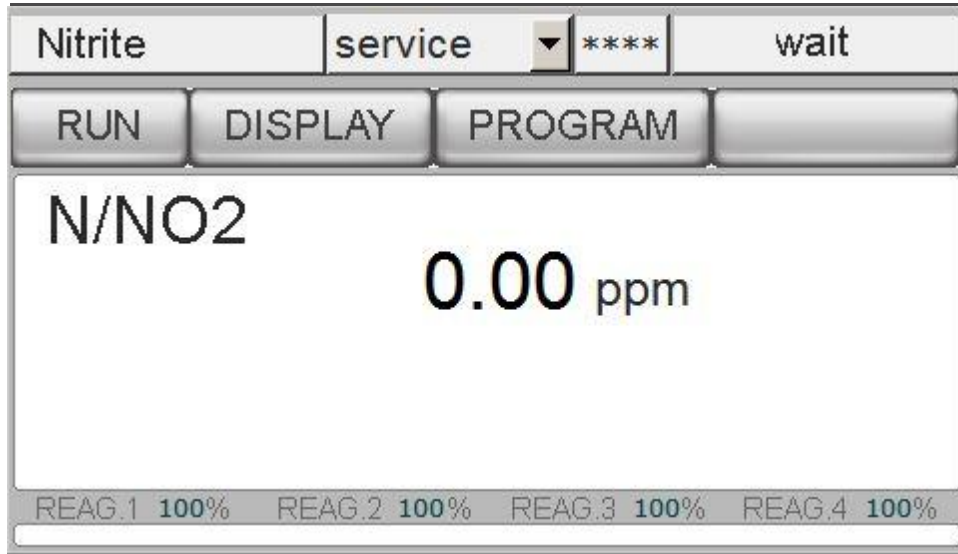 Nitrite service **** wait
RUN DISPLAY PROGRAM
N/NO2
0.00 ppm
REAG.1 100% REAG.2 100% REAG.3 100% REAG.4 100%